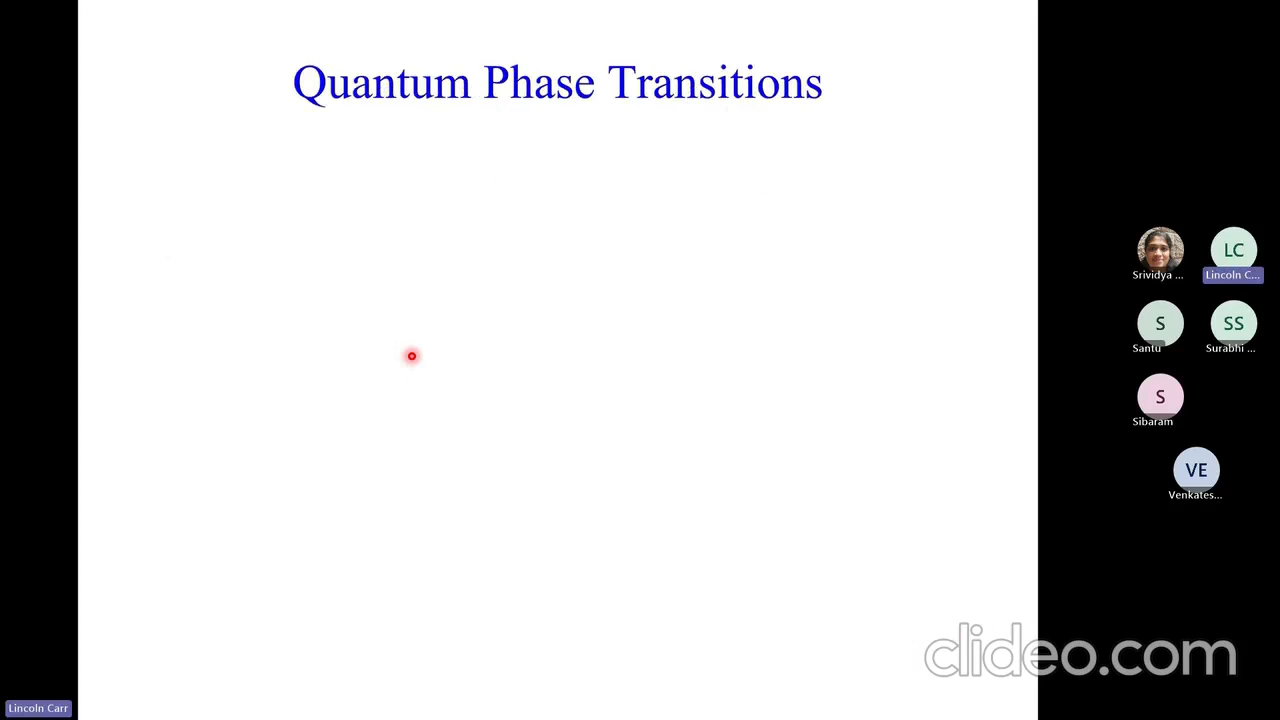 Quantum Phase Transitions
Srividya ...
LC
Lincoln C...
S
Santu
SS
Surabhi ...
S
Sibaram
VE
Venkates...
clideo.com
Lincoln Carr